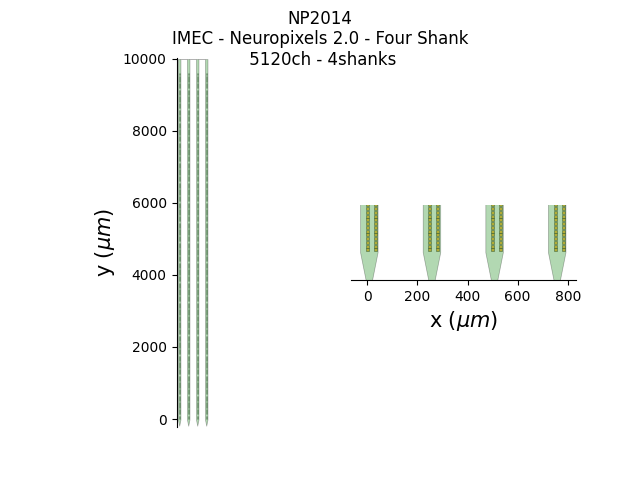 NP2014
IMEC - Neuropixels 2.0 - Four Shank
5120ch - 4shanks
10000
8000
6000
4000
2000
0
y (μm)
0 200 400 600 800
x (μm)